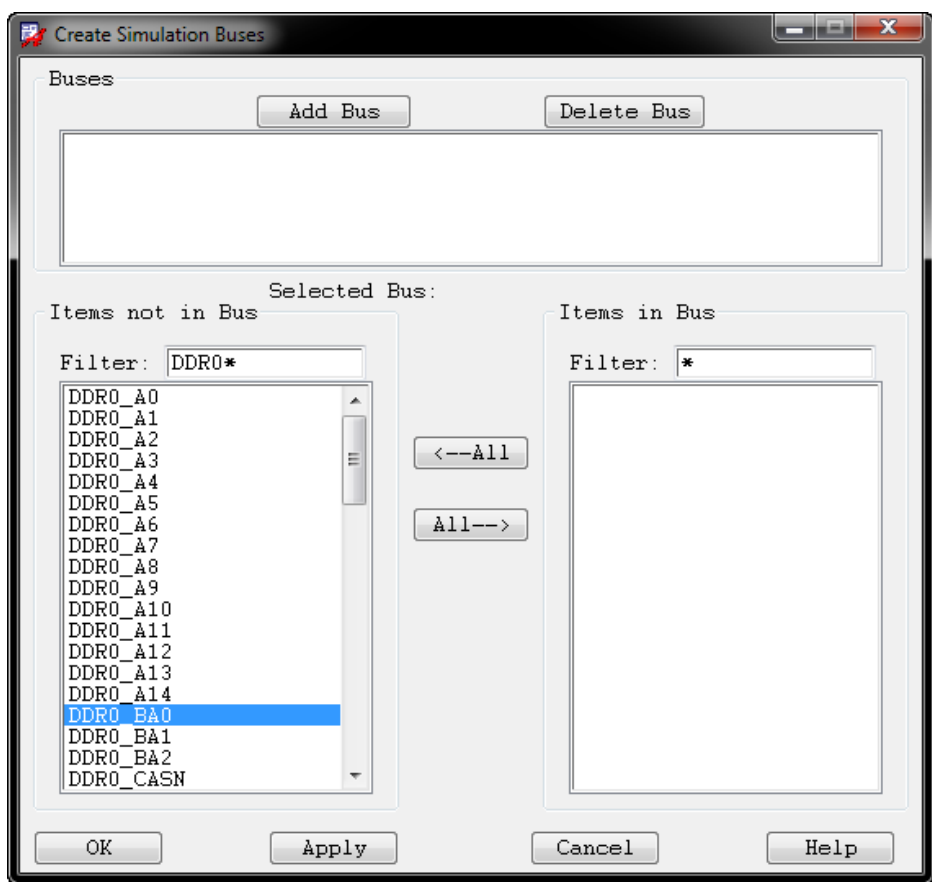 Create Simulation Buses
Buses
Add Bus
Delete Bus
Selected Bus:
Items not in Bus
Filter: DDR0*
DDR0_A0
DDR0_A1
DDR0_A2
DDR0_A3
DDR0_A4
DDR0_A5
DDR0_A6
DDR0_A7
DDR0_A8
DDR0_A9
DDR0_A10
DDR0_A11
DDR0_A12
DDR0_A13
DDR0_A14
DDR0_BA0
DDR0_BA1
DDR0_BA2
DDR0_CASN
<--All
All-->
Items in Bus
Filter: *
OK
Apply
Cancel
Help